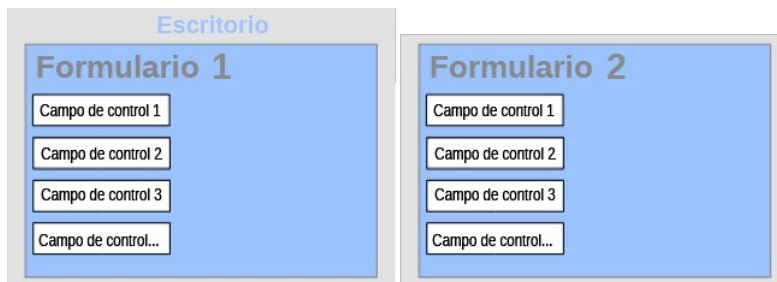 Escritorio
Formulario 1
Campo de control 1
Campo de control 2
Campo de control 3
Campo de control...
Formulario 2
Campo de control 1
Campo de control 2
Campo de control 3
Campo de control...